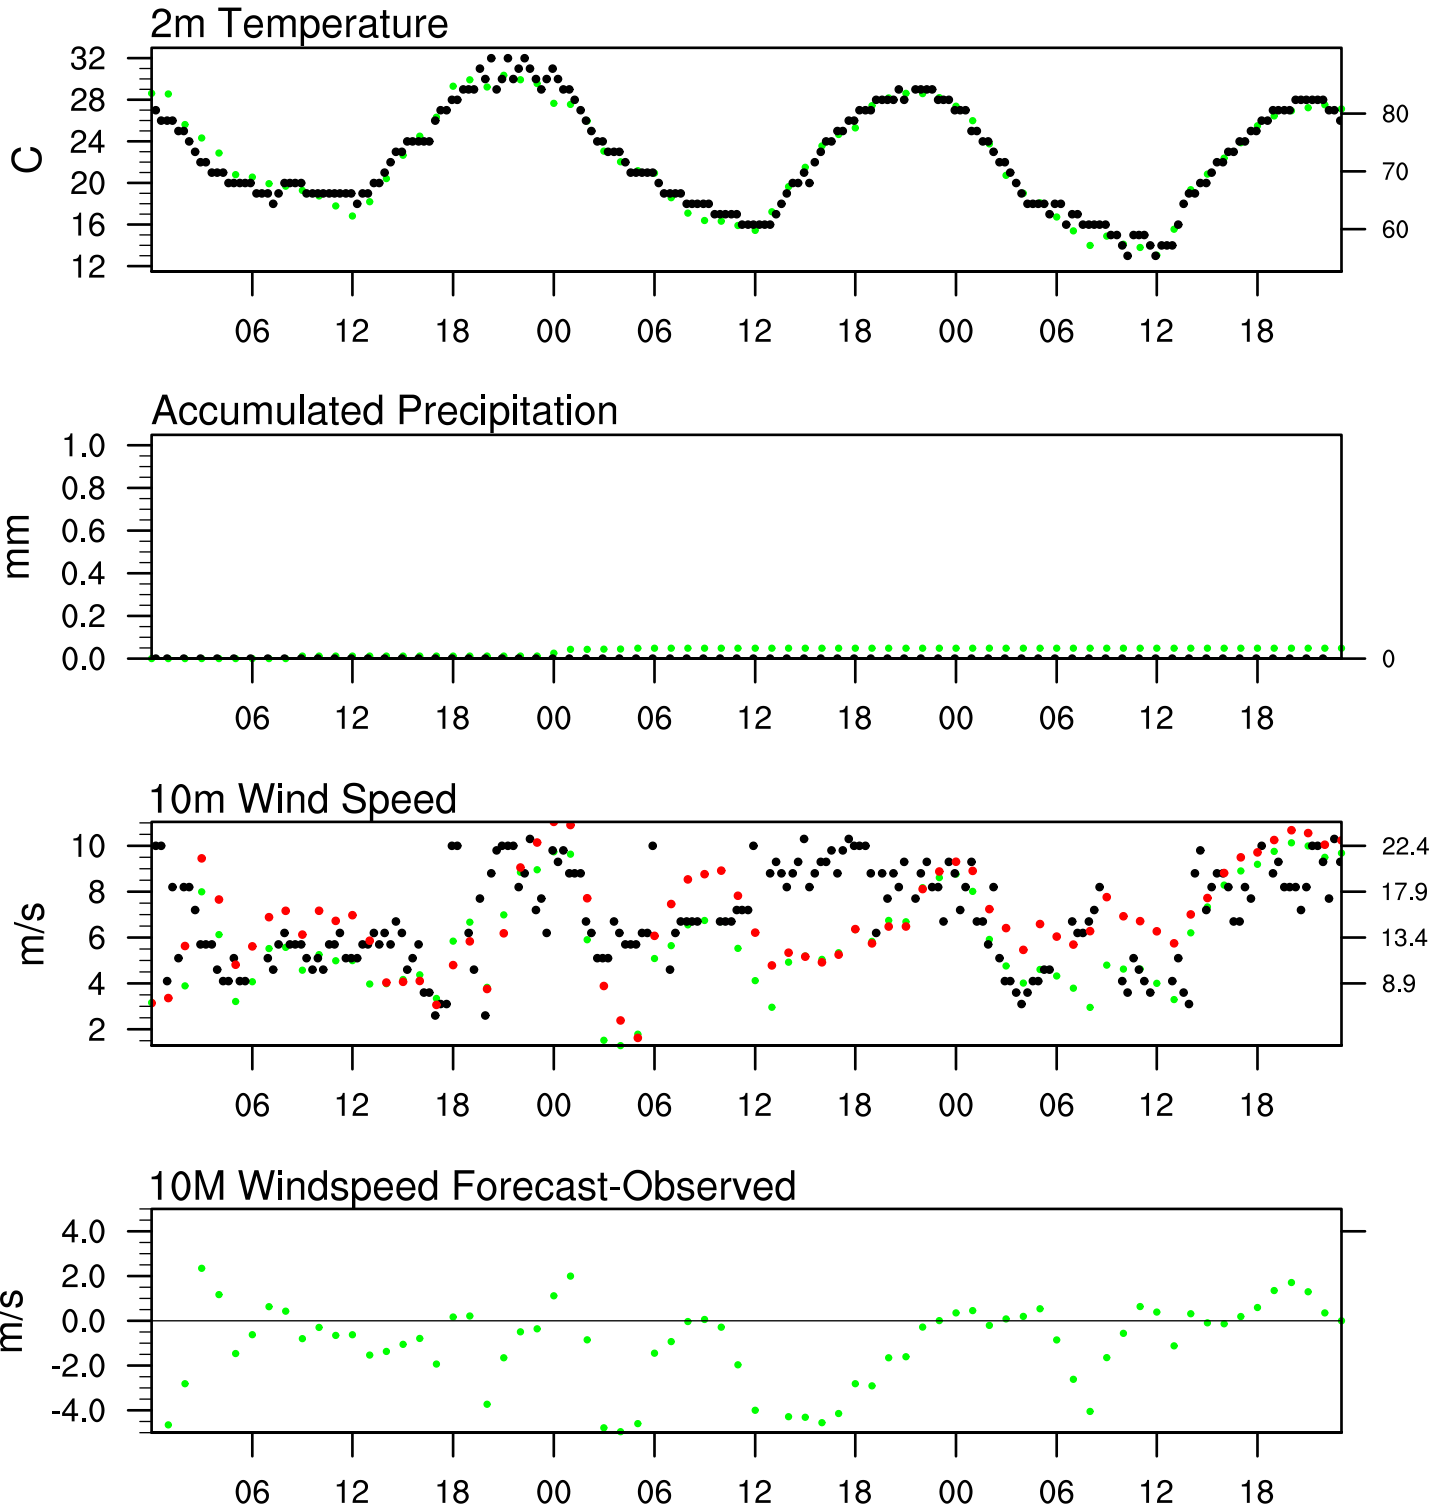 2m Temperature
32
28
24
20
16
12
C
80
70
60
06 12 18 00 06 12 18 00 06 12 18
Accumulated Precipitation
1.0
0.8
0.6
0.4
0.2
0.0
mm
0
06 12 18 00 06 12 18 00 06 12 18
10m Wind Speed
10
8
6
4
2
m/s
22.4
17.9
13.4
8.9
06 12 18 00 06 12 18 00 06 12 18
10M Windspeed Forecast-Observed
4.0
2.0
0.0
-2.0
-4.0
m/s
06 12 18 00 06 12 18 00 06 12 18